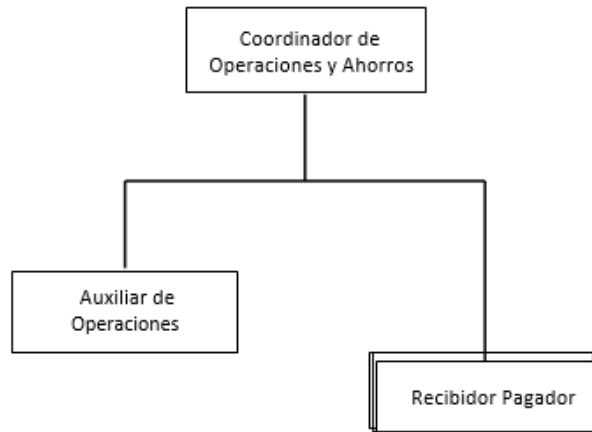 Coordinador de
Operaciones y Ahorros
Auxiliar de
Operaciones
Recibidor Pagador